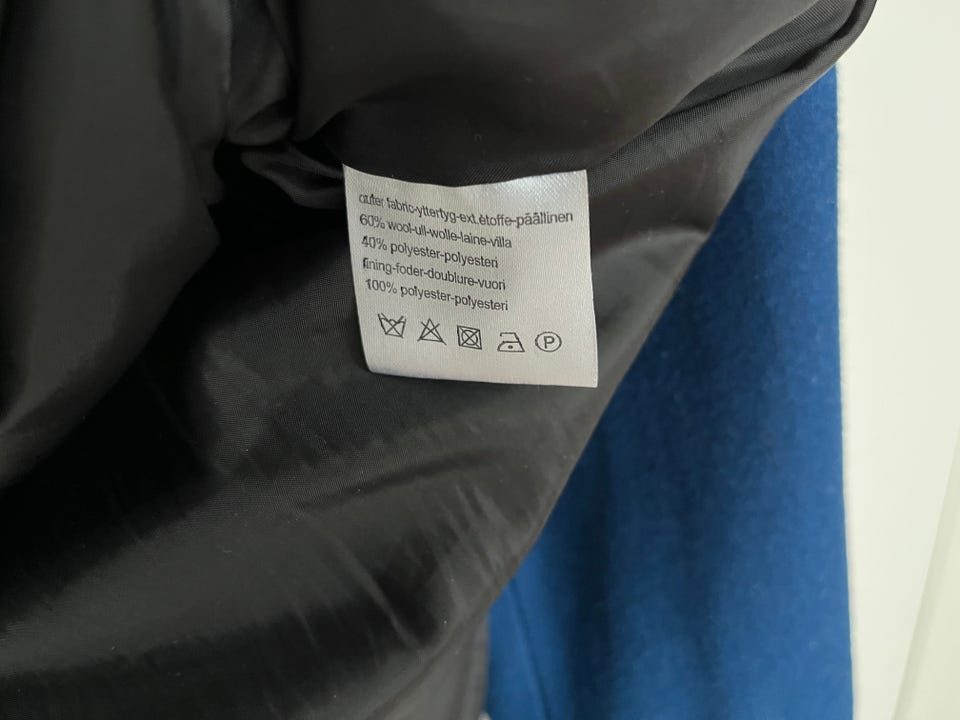 outer fabric-yttertyg-ext.étoffe-päällinen
60% wool-ull-wolle-laine-villa
40% polyester-polyesteri
lining-foder-doublure-vuori
100% polyester-polyesteri
P